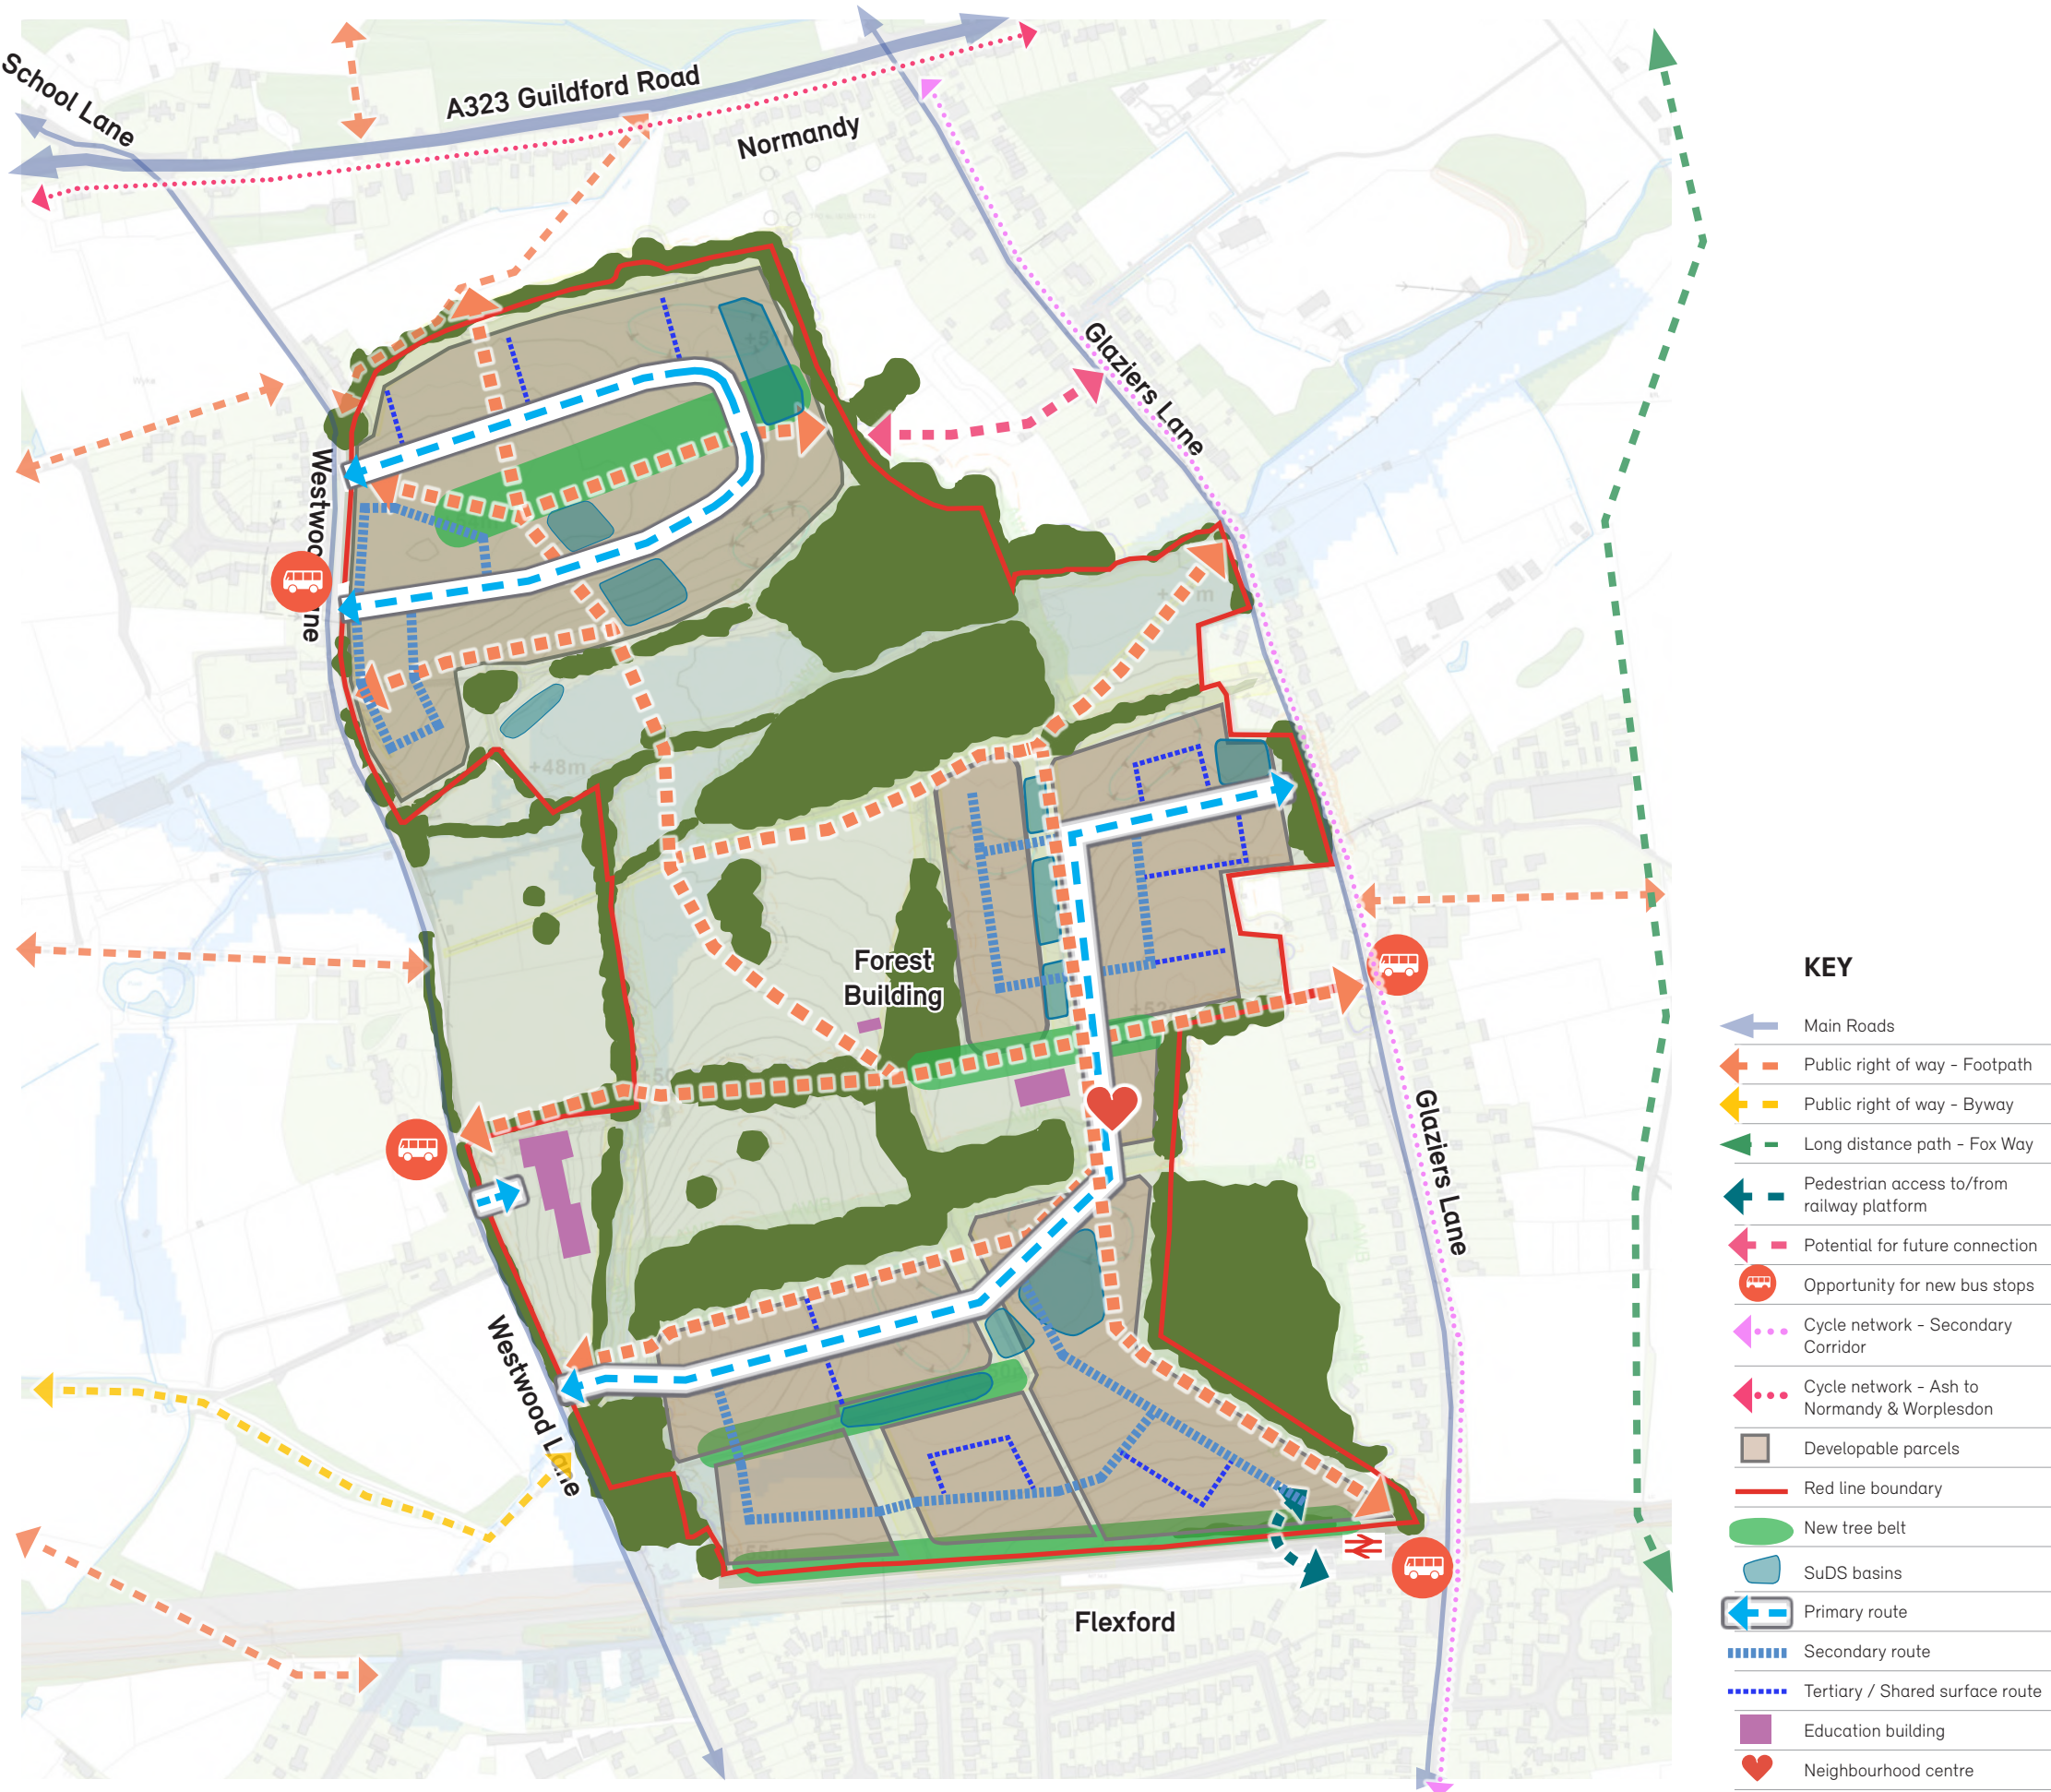 School Lane
A323 Guildford Road
Normandy
Glaziers Lane
Westwood Lane
+48m
Forest
Building
+52m
Glaziers Lane
Westwood Lane
Flexford
KEY
Main Roads
Public right of way - Footpath
Public right of way - Byway
Long distance path - Fox Way
Pedestrian access to/from
railway platform
Potential for future connection
Opportunity for new bus stops
Cycle network - Secondary
Corridor
Cycle network - Ash to
Normandy & Worplesdon
Developable parcels
Red line boundary
New tree belt
SuDS basins
Primary route
Secondary route
Tertiary / Shared surface route
Education building
Neighbourhood centre